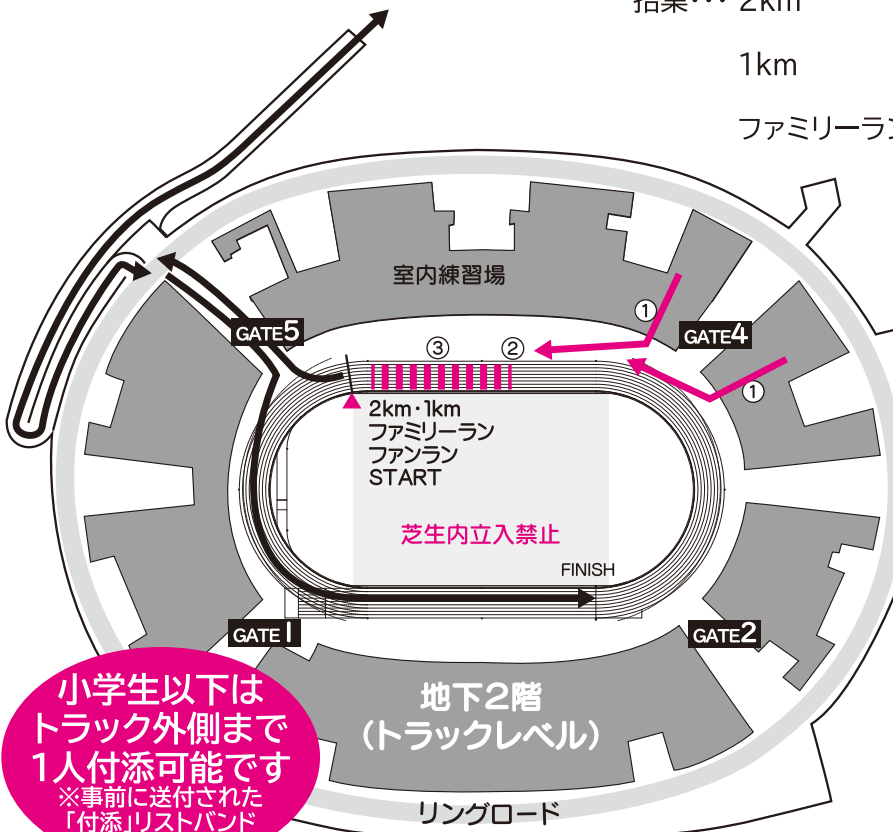 招集… 2km
1km
ファミリーラン
室内練習場
①
GATE5
GATE4
③
②
①
2km・1km
ファミリーラン
ファンラン
START
芝生内立入禁止
FINISH
GATE1
GATE2
小学生以下は
トラック外側まで
1人付添可能です
※事前に送付された
「付添」リストバンド
地下2階
（トラックレベル）
リングロード